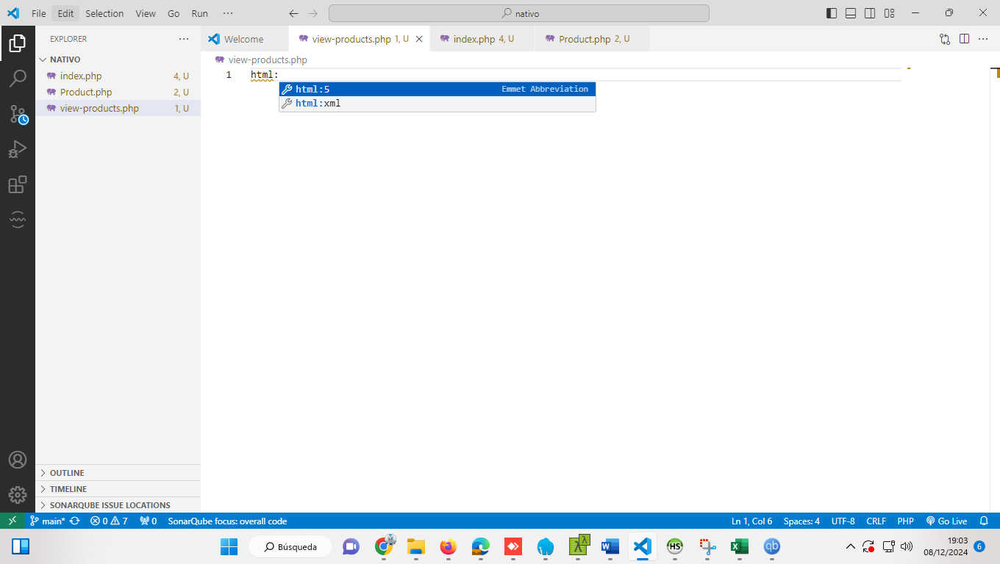 File Edit Selection View Go Run ··· nativo
EXPLORER ···
Welcome
view-products.php 1, U
index.php 4, U
Product.php 2, U
NATIVO
index.php 4, U
Product.php 2, U
view-products.php 1, U
view-products.php
1 html:
html:5 Emmet Abbreviation
html:xml
OUTLINE
TIMELINE
SONARQUBE ISSUE LOCATIONS
main* 0 7 0 SonarQube focus: overall code Ln 1, Col 6 Spaces: 4 UTF-8 CRLF PHP Go Live
Búsqueda
HS
qb
19:03
08/12/2024
6